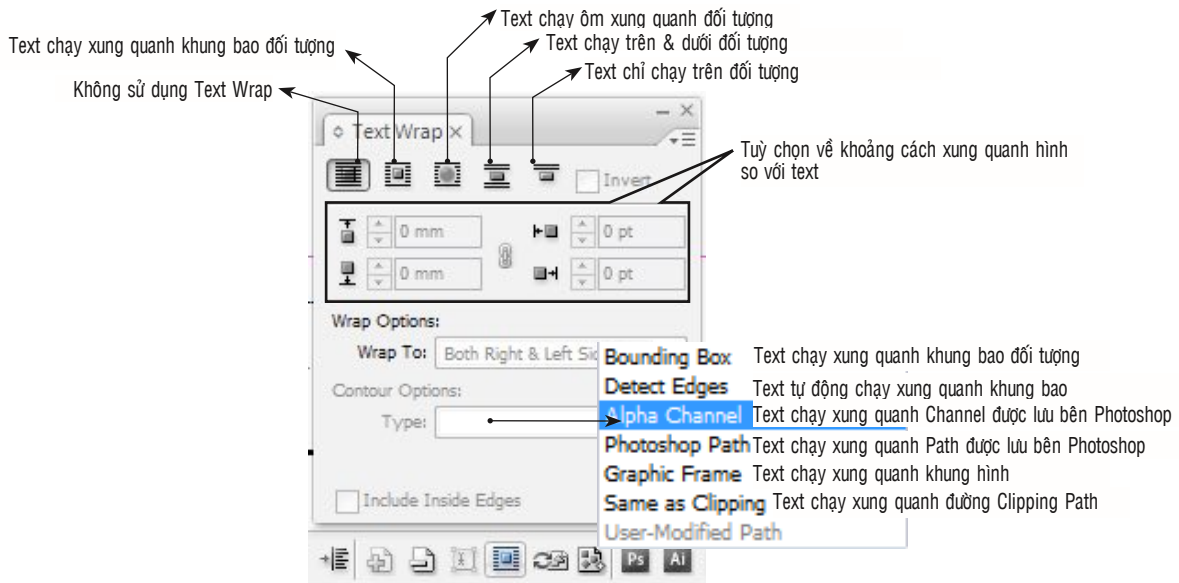 Text chạy ôm xung quanh đối tượng
Text chạy xung quanh khung bao đối tượng
Text chạy trên & dưới đối tượng
Text chỉ chạy trên đối tượng
Không sử dụng Text Wrap
Text Wrap
Tuỳ chọn về khoảng cách xung quanh hình
so với text
Invert
0 mm
0 pt
0 mm
0 pt
Wrap Options:
Wrap To: Both Right & Left Sid
Bounding Box Text chạy xung quanh khung bao đối tượng
Detect Edges Text tự động chạy xung quanh khung bao
Contour Options:
Alpha Channel Text chạy xung quanh Channel được lưu bên Photoshop
Type:
Photoshop Path Text chạy xung quanh Path được lưu bên Photoshop
Graphic Frame Text chạy xung quanh khung hình
Include Inside Edges
Same as Clipping Text chạy xung quanh đường Clipping Path
User-Modified Path
Ps Ai